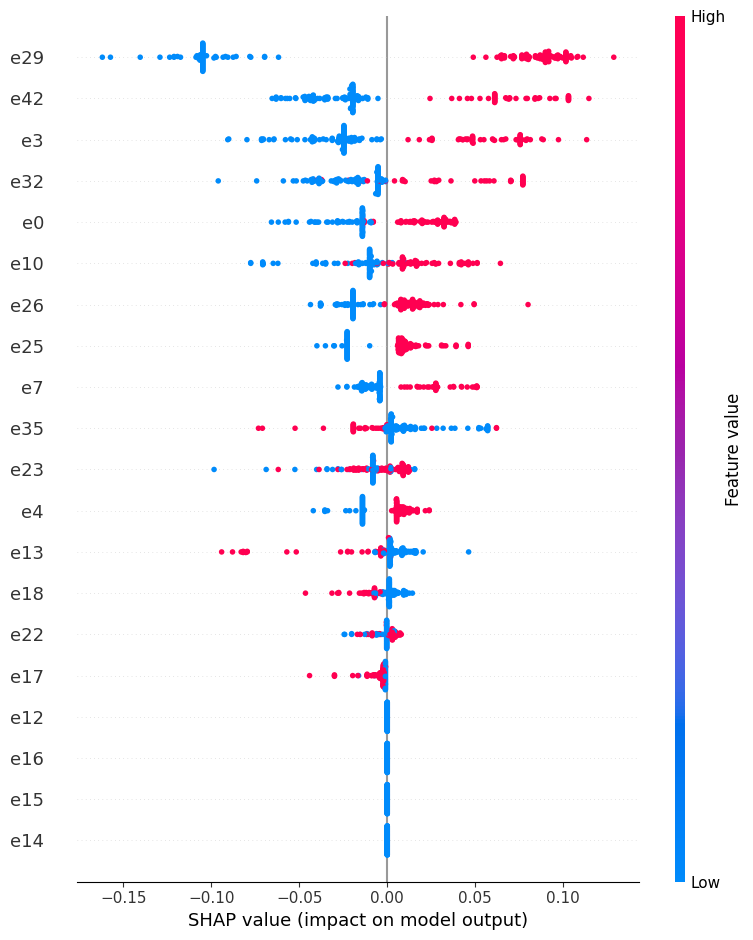 High
e29
e42
e3
e32
e0
e10
e26
e25
e7
e35
e23
e4
e13
e18
e22
e17
e12
e16
e15
e14
Feature value
Low
−0.15 −0.10 −0.05 0.00 0.05 0.10
SHAP value (impact on model output)